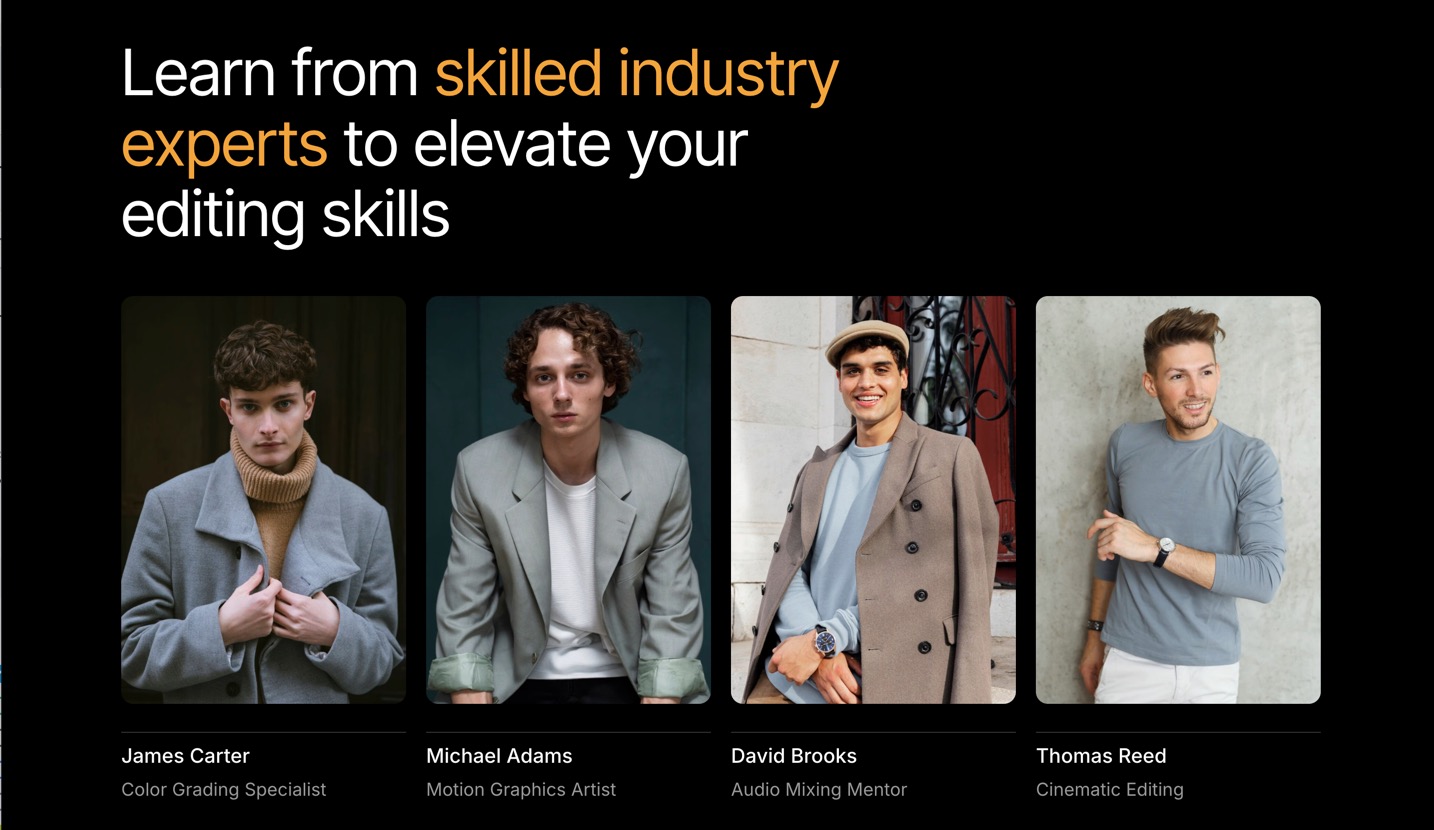 Learn from skilled industry
experts to elevate your
editing skills
James Carter
Color Grading Specialist
Michael Adams
Motion Graphics Artist
David Brooks
Audio Mixing Mentor
Thomas Reed
Cinematic Editing